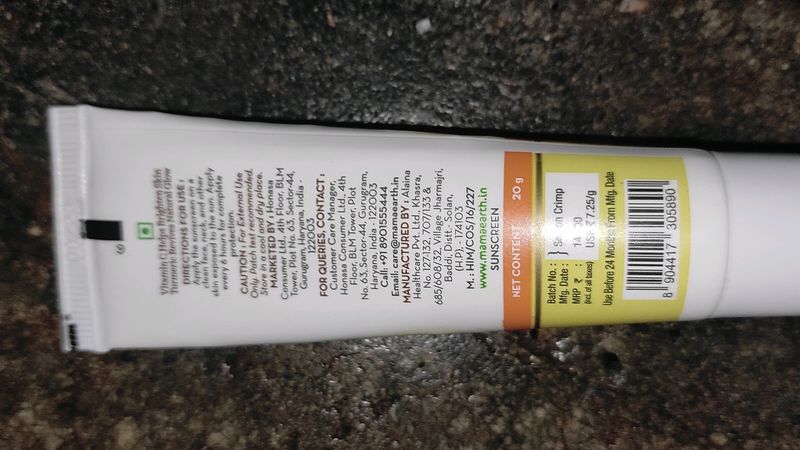 Vitamin C Helps Brighten Skin
Turmeric Revives Natural Glow
DIRECTIONS FOR USE :
Apply the sunscreen on a
clean face, neck, and other
skin exposed to the sun. Apply
every 6 hours for complete
protection.
CAUTION : For External Use
Only. Patch test recommended.
Store in a cool and dry place.
MARKETED BY : Honasa
Consumer Ltd., 4th Floor, BLM
Tower, Plot No. 63, Sector-44,
Gurugram, Haryana, India -
122003
FOR QUERIES, CONTACT :
Customer Care Manager,
Honasa Consumer Ltd., 4th
Floor, BLM Tower, Plot
No. 63, Sector-44, Gurugram,
Haryana, India - 122003
Call: +91 8901555444
Email: care@mamaearth.in
MANUFACTURED BY : Alaina
Healthcare Pvt. Ltd., Khasra,
No. 127/132, 707/133 &
685/608/32, Village Jharmajri,
Baddi, Distt.- Solan,
(H.P.), 174103
M.L: HIM/COS/16/227
www.mamaearth.in
SUNSCREEN
NET CONTENT: 20 g
Batch No. :
Mfg. Date : } See on Crimp
MRP ₹ :
(incl. of all taxes) USP ₹ 7.25/g
Use Before 24 Months From Mfg. Date
8 904417 305890